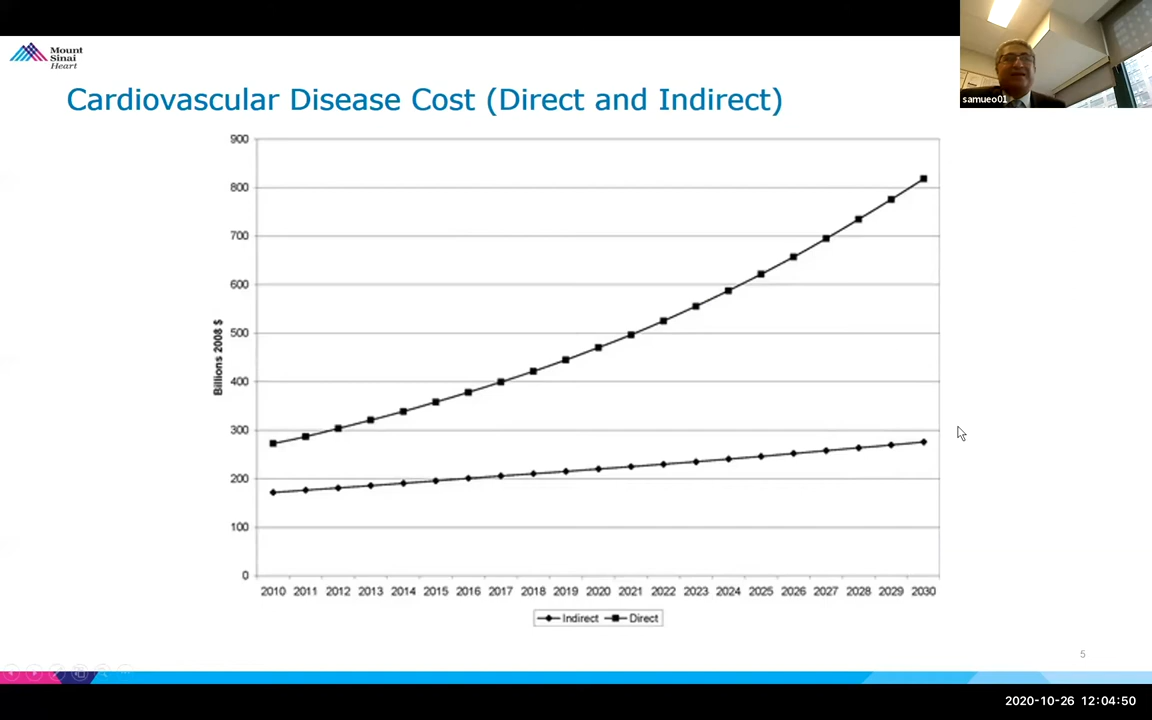 Mount
Sinai
Heart
samueo01
Cardiovascular Disease Cost (Direct and Indirect)
900
800
700
600
500
400
300
200
100
0
Billions 2008 $
2010 2011 2012 2013 2014 2015 2016 2017 2018 2019 2020 2021 2022 2023 2024 2025 2026 2027 2028 2029 2030
Indirect Direct
5
2020-10-26 12:04:50